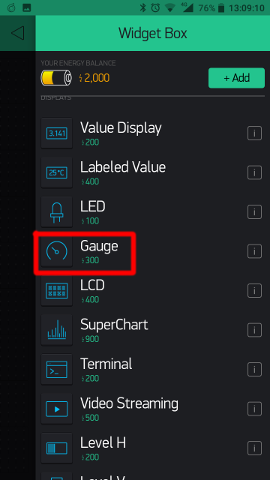 76% 13:09:10
Widget Box
YOUR ENERGY BALANCE
2,000
+ Add
DISPLAYS
3.141
Value Display
200
25°C
Labeled Value
400
LED
100
Gauge
300
LCD
400
SuperChart
900
Terminal
200
Video Streaming
500
Level H
200
Level V